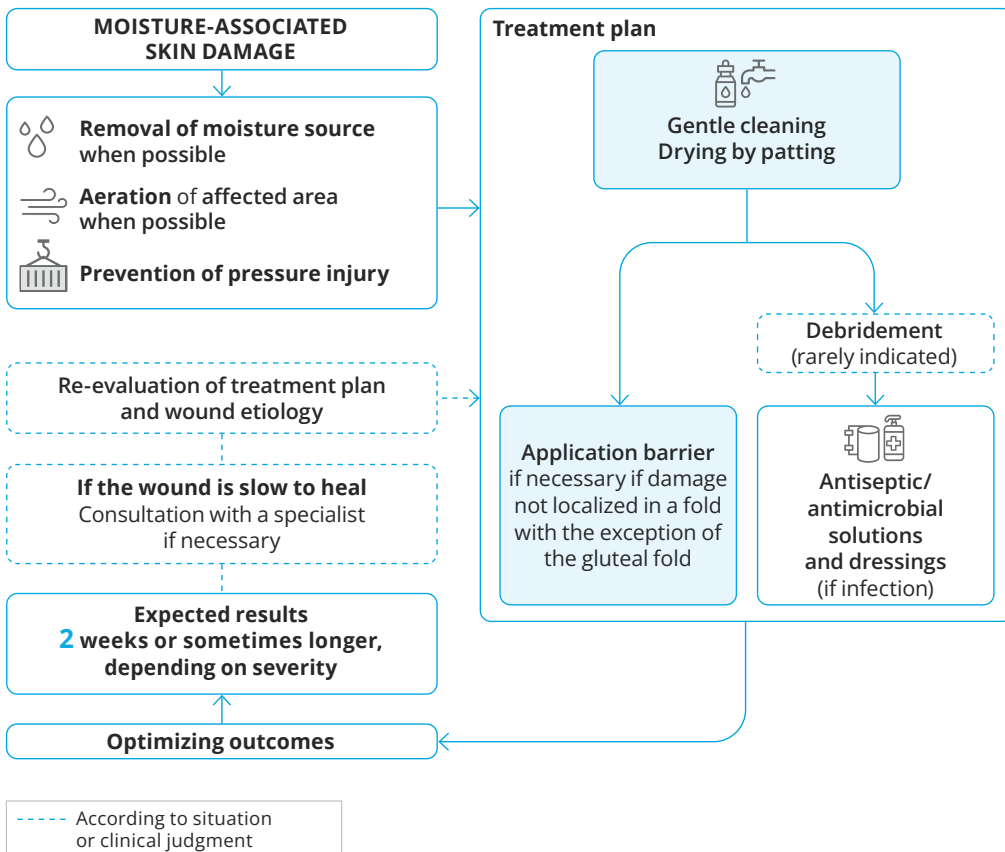 MOISTURE-ASSOCIATED
SKIN DAMAGE
Removal of moisture source
when possible
Aeration of affected area
when possible
Prevention of pressure injury
Treatment plan
Gentle cleaning
Drying by patting
Debridement
(rarely indicated)
Application barrier
if necessary if damage
not localized in a fold
with the exception of
the gluteal fold
Antiseptic/
antimicrobial
solutions
and dressings
(if infection)
Re-evaluation of treatment plan
and wound etiology
If the wound is slow to heal
Consultation with a specialist
if necessary
Expected results
2 weeks or sometimes longer,
depending on severity
Optimizing outcomes
According to situation
or clinical judgment